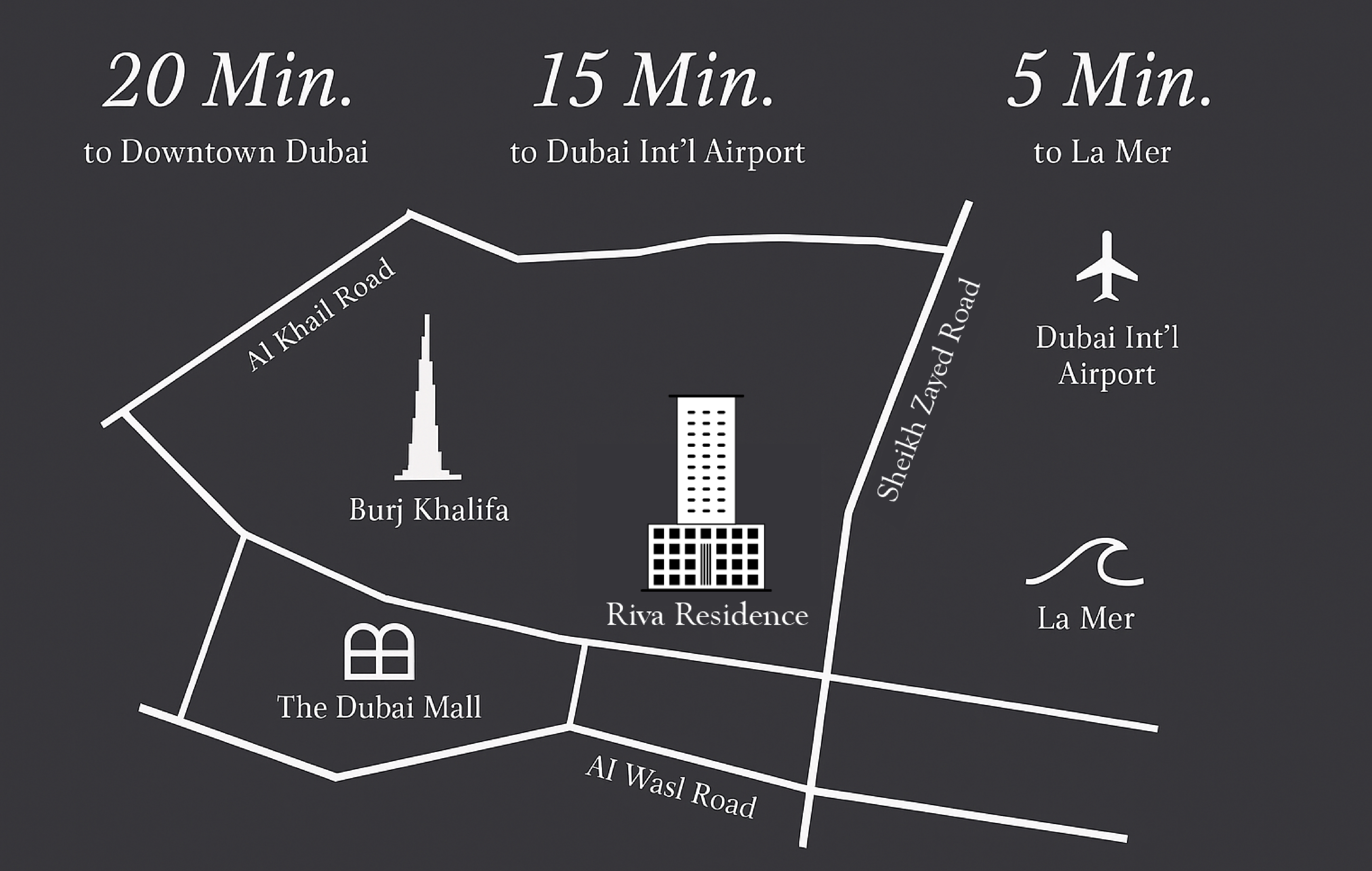 20 Min.
to Downtown Dubai
15 Min.
to Dubai Int’l Airport
5 Min.
to La Mer
Al Khail Road
Sheikh Zayed Road
Dubai Int’l
Airport
Burj Khalifa
Riva Residence
La Mer
The Dubai Mall
Al Wasl Road